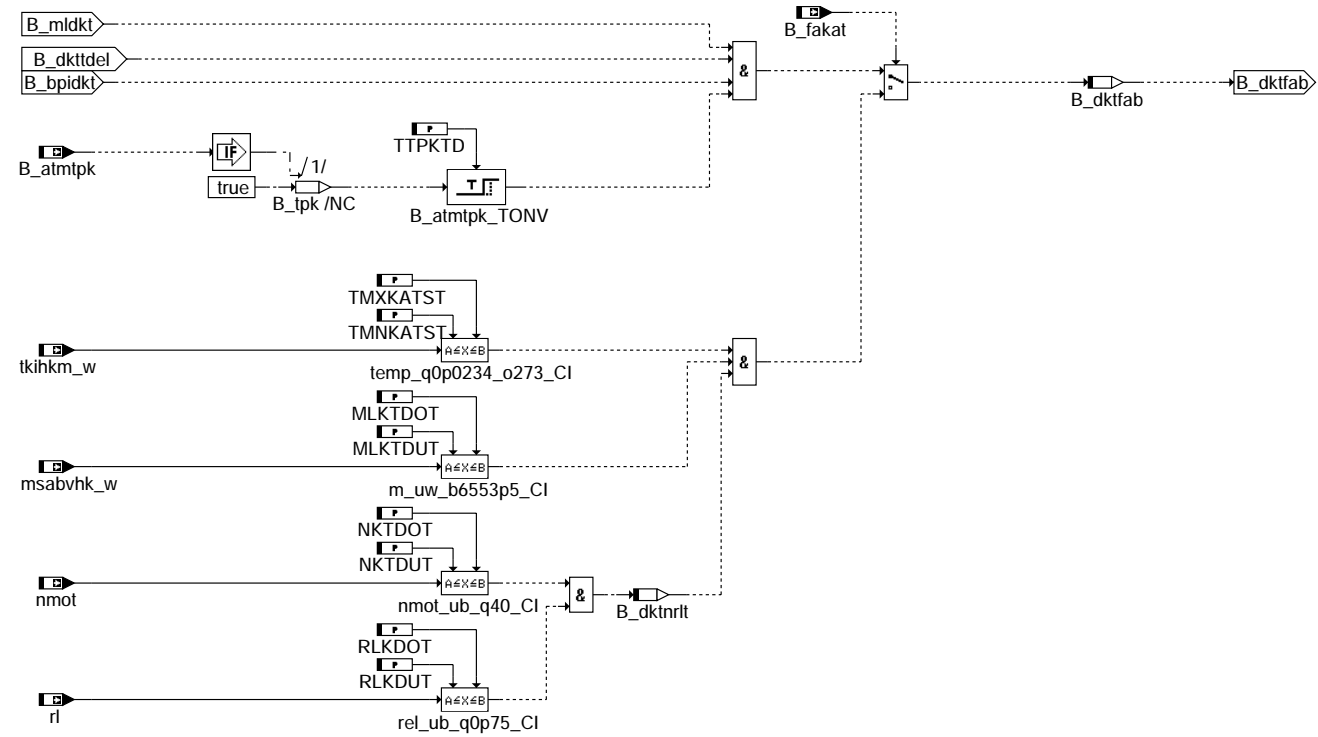 B_mldkt
B_fakat
B_dkttdel
&
B_bpidkt
B_dktfab
B_dktfab
P
TTPKTD
B_atmtpk
IF
/1/
true
B_tpk /NC
T
B_atmtpk_TONV
P
TMXKATST
P
TMNKATST
tkihkm_w
A≤X≤B
temp_q0p0234_o273_CI
&
P
MLKTDOT
P
MLKTDUT
msabvhk_w
A≤X≤B
m_uw_b6553p5_CI
P
NKTDOT
P
NKTDUT
nmot
A≤X≤B
nmot_ub_q40_CI
&
B_dktnrlt
P
RLKDOT
P
RLKDUT
rl
A≤X≤B
rel_ub_q0p75_CI